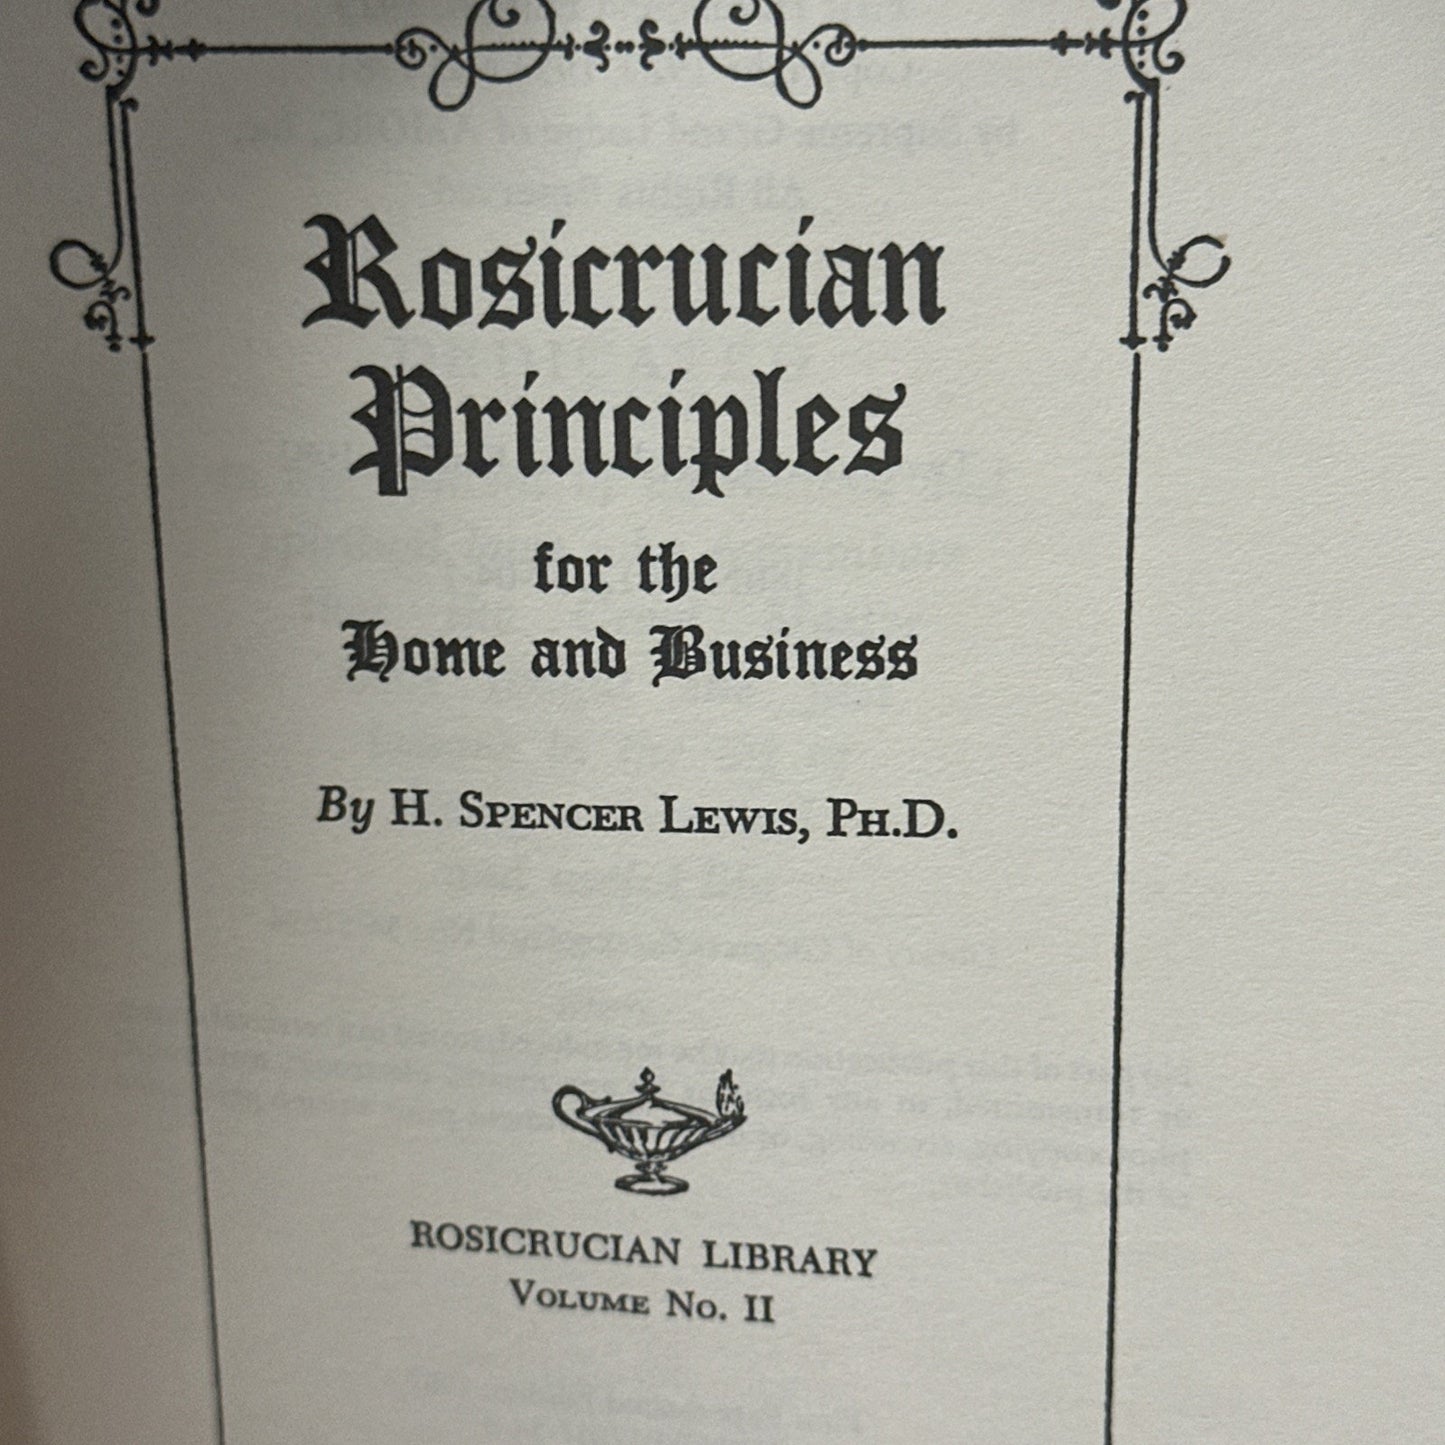 Rosicrucian
Principles
for the
Home and Business
By H. SPENCER LEWIS, PH.D.
ROSICRUCIAN LIBRARY
VOLUME NO. II